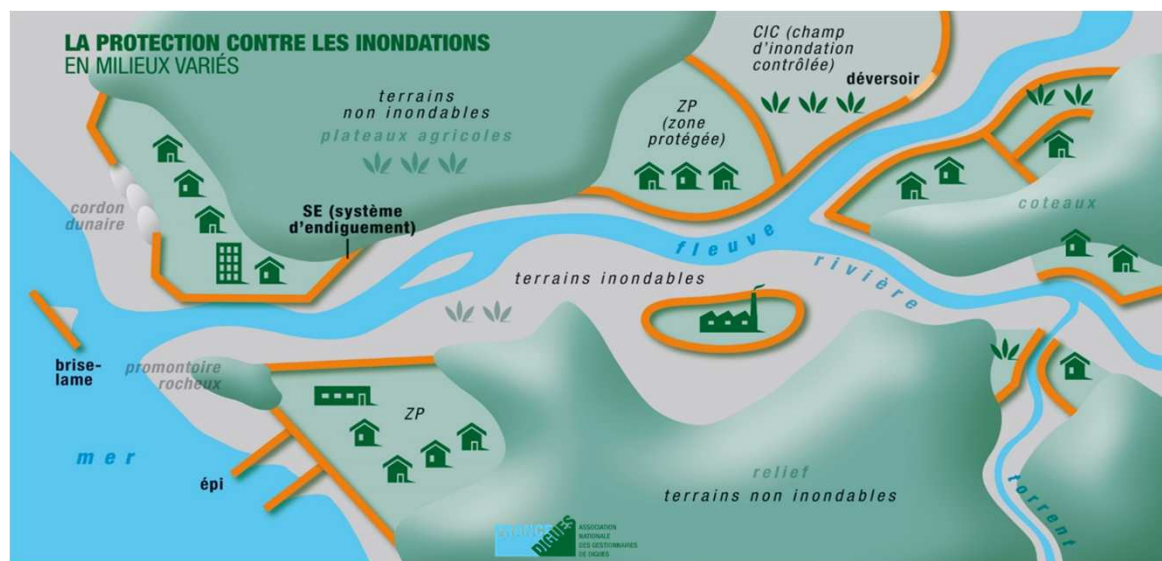 LA PROTECTION CONTRE LES INONDATIONS
EN MILIEUX VARIÉS
CIC (champ
d'inondation
contrôlée)
déversoir
terrains
non inondables
plateaux agricoles
ZP
(zone
protégée)
cordon
dunaire
SE (système
d'endiguement)
coteaux
fleuve
rivière
terrains inondables
brise-
lame
promontoire
rocheux
ZP
mer
épi
relief
terrains non inondables
torrent
FRANCE
DIGUES
ASSOCIATION
NATIONALE
DES GESTIONNAIRES
DE DIGUES